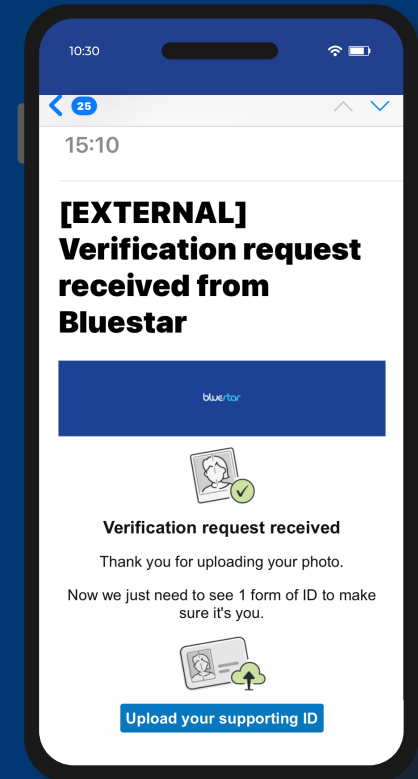 10:30
25
15:10
[EXTERNAL]
Verification request
received from
Bluestar
bluestar
Verification request received
Thank you for uploading your photo.
Now we just need to see 1 form of ID to make
sure it's you.
Upload your supporting ID